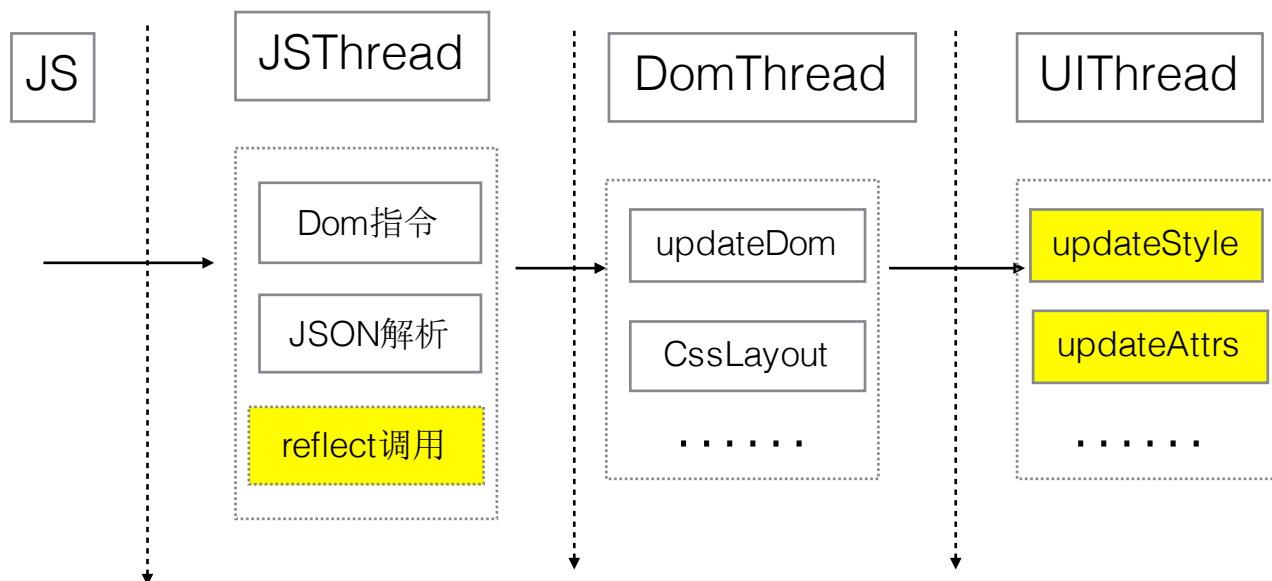 JS
JSThread
DomThread
UIThread
Dom指令
JSON解析
reflect调用
updateDom
CssLayout
......
updateStyle
updateAttrs
......